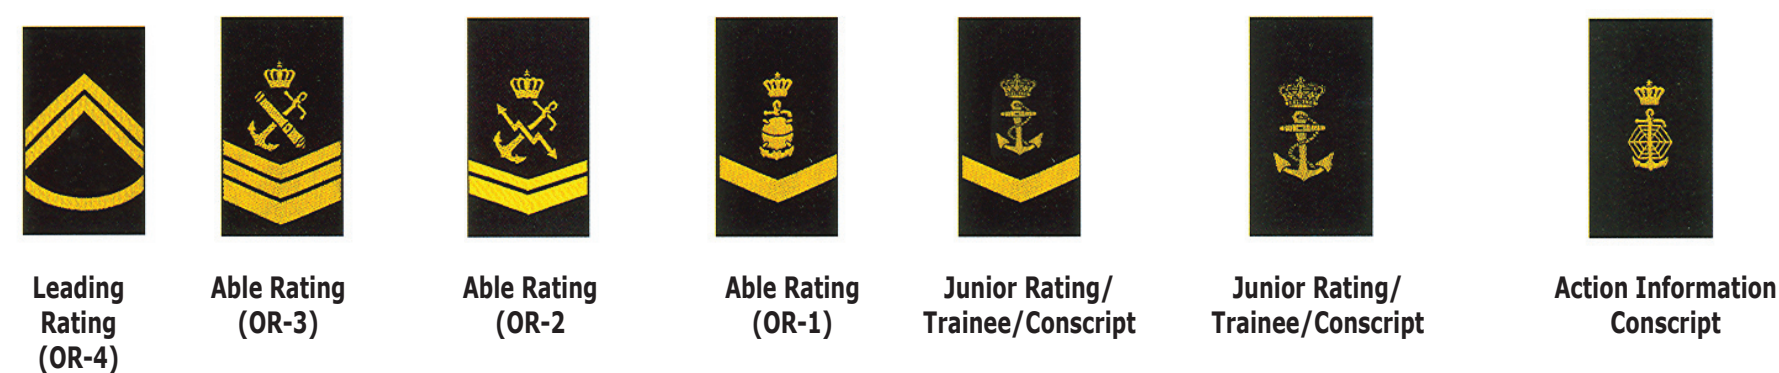 Leading
Rating
(OR-4)
Able Rating
(OR-3)
Able Rating
(OR-2
Able Rating
(OR-1)
Junior Rating/
Trainee/Conscript
Junior Rating/
Trainee/Conscript
Action Information
Conscript